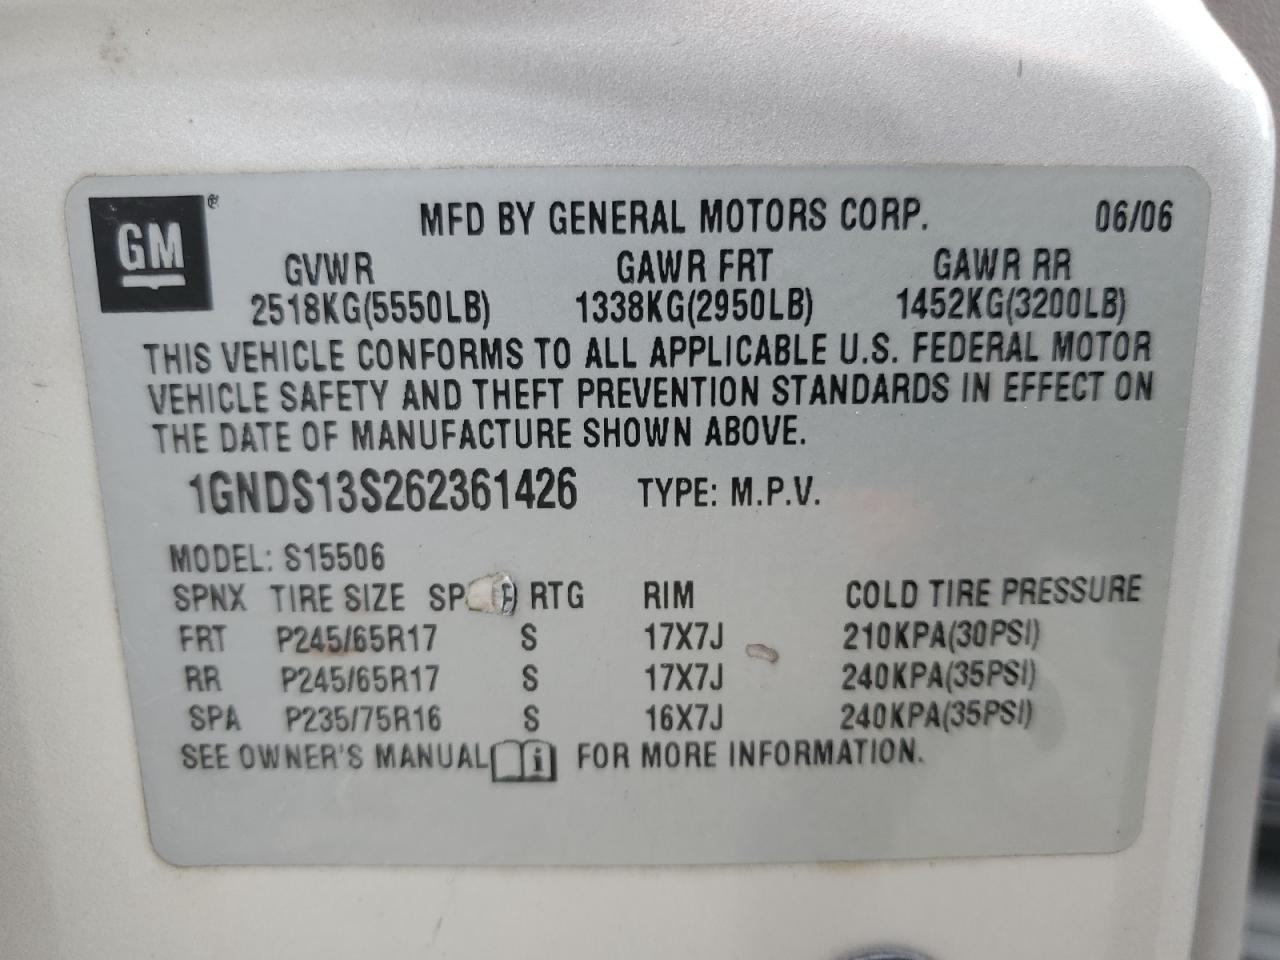 GM ® MFD BY GENERAL MOTORS CORP. 06/06
GVWR GAWR FRT GAWR RR
2518KG(5550LB) 1338KG(2950LB) 1452KG(3200LB)
THIS VEHICLE CONFORMS TO ALL APPLICABLE U.S. FEDERAL MOTOR
VEHICLE SAFETY AND THEFT PREVENTION STANDARDS IN EFFECT ON
THE DATE OF MANUFACTURE SHOWN ABOVE.
1GNDS13S262361426 TYPE: M.P.V.
MODEL: S15506
SPNX TIRE SIZE RTG RIM COLD TIRE PRESSURE
FRT P245/65R17 S 17X7J 210KPA(30PSI)
RR P245/65R17 S 17X7J 240KPA(35PSI)
SPA P235/75R16 S 16X7J 240KPA(35PSI)
SEE OWNER'S MANUAL i FOR MORE INFORMATION.